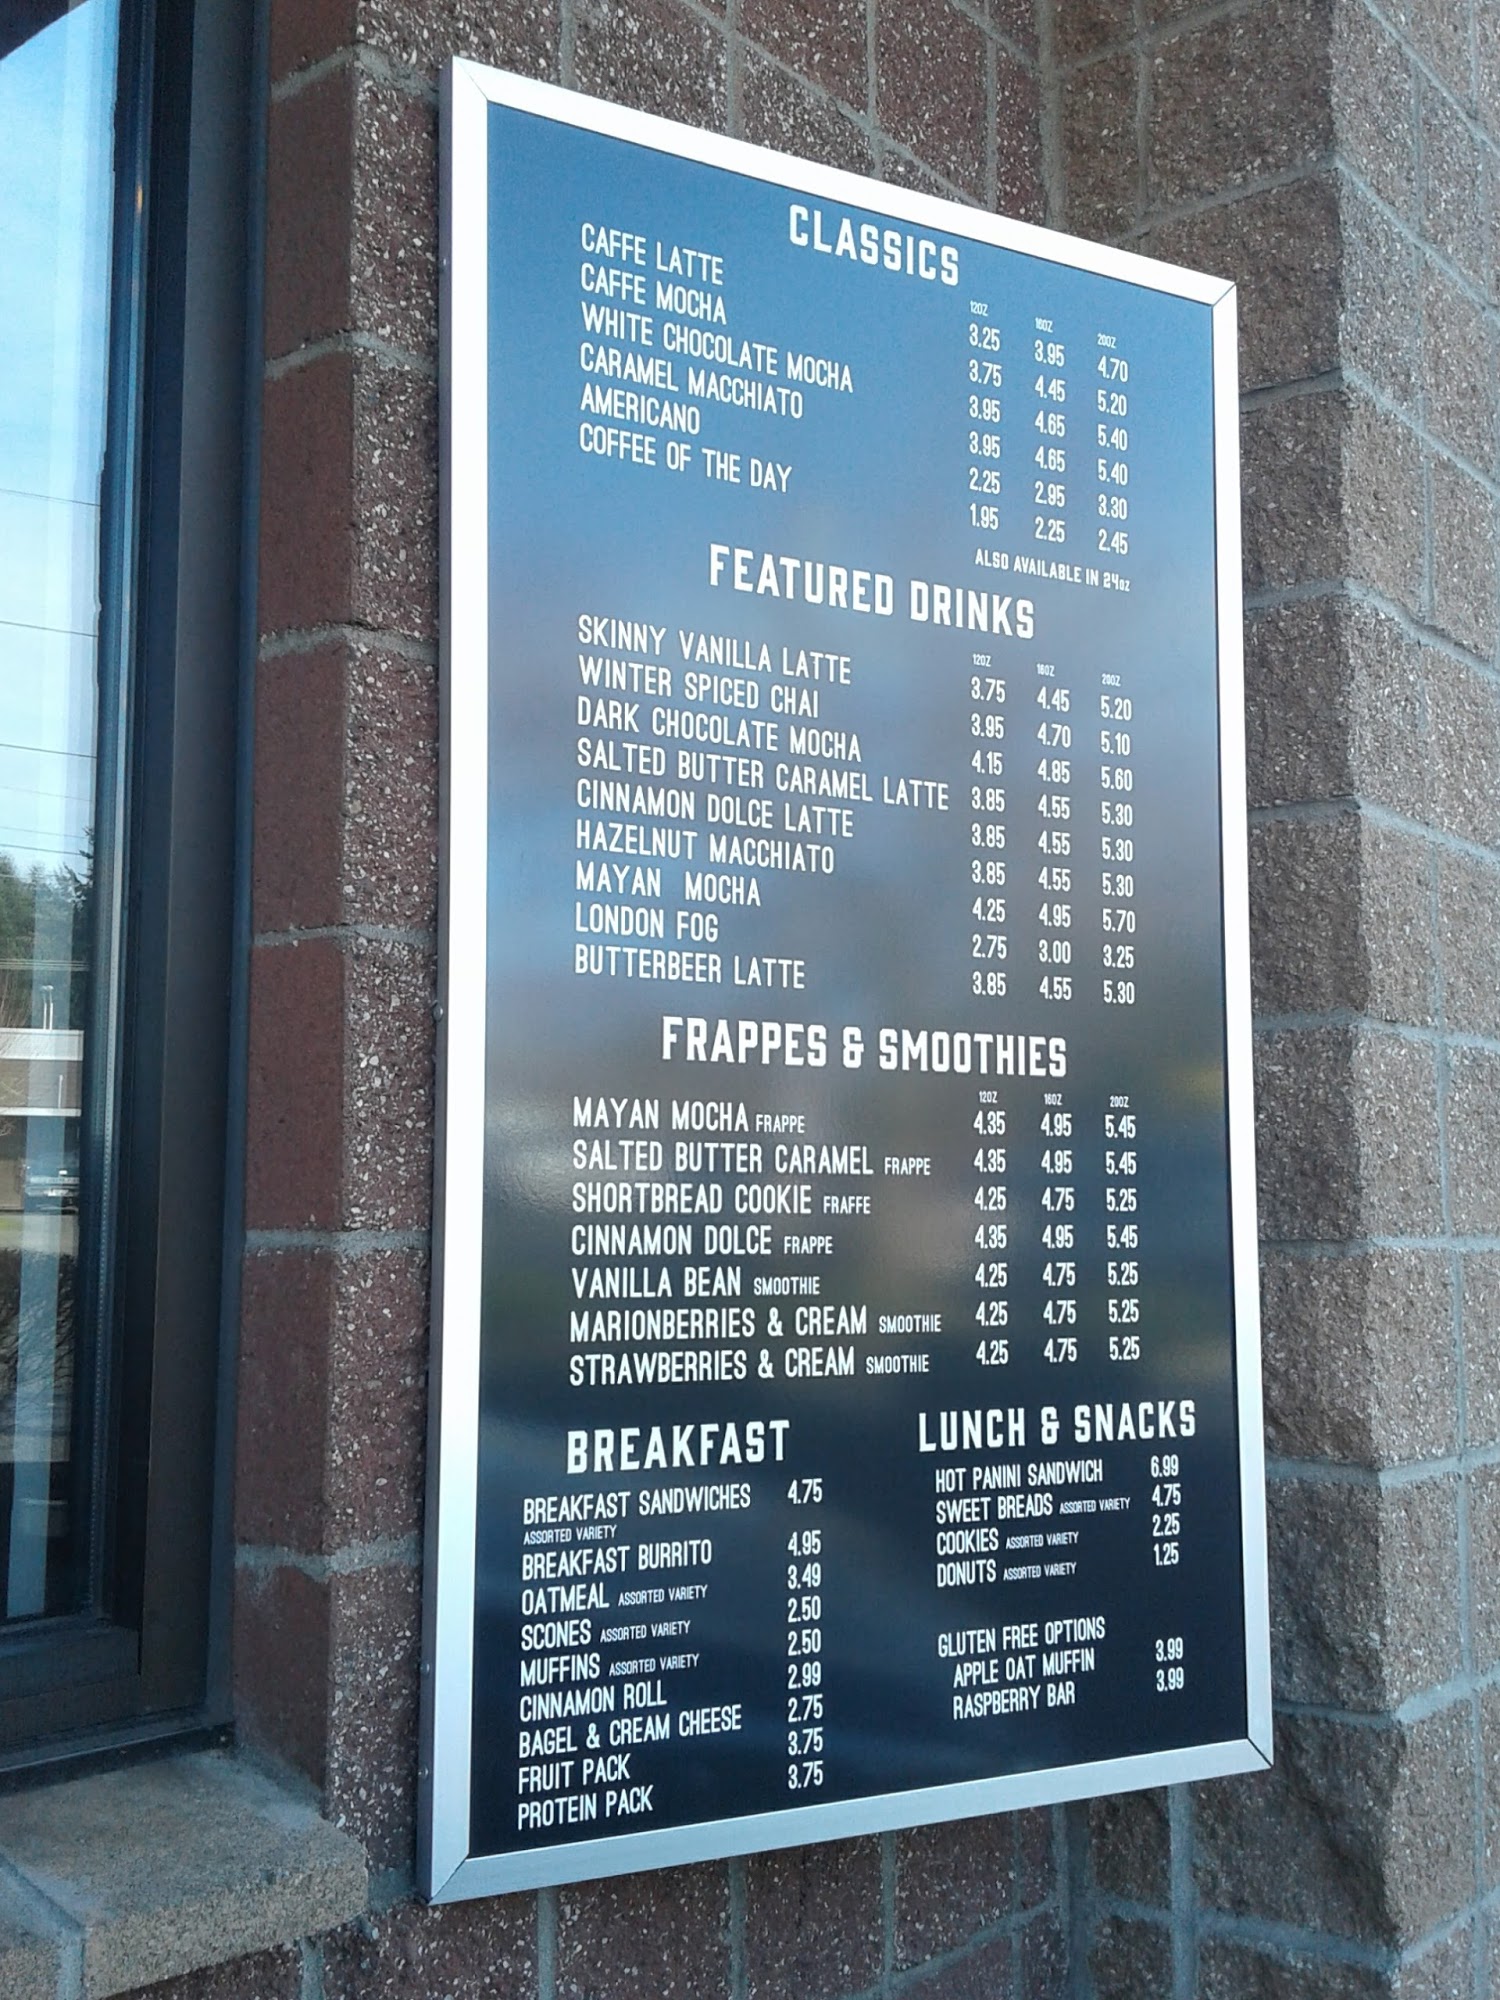 CLASSICS
12OZ 16OZ 20OZ
CAFFE LATTE 3.25 3.95 4.70
CAFFE MOCHA 3.75 4.45 5.20
WHITE CHOCOLATE MOCHA 3.95 4.65 5.40
CARAMEL MACCHIATO 3.95 4.65 5.40
AMERICANO 2.25 2.95 3.30
COFFEE OF THE DAY 1.95 2.25 2.45
ALSO AVAILABLE IN 24OZ
FEATURED DRINKS
12OZ 16OZ 20OZ
SKINNY VANILLA LATTE 3.75 4.45 5.20
WINTER SPICED CHAI 3.95 4.70 5.10
DARK CHOCOLATE MOCHA 4.15 4.85 5.60
SALTED BUTTER CARAMEL LATTE 3.85 4.55 5.30
CINNAMON DOLCE LATTE 3.85 4.55 5.30
HAZELNUT MACCHIATO 3.85 4.55 5.30
MAYAN MOCHA 4.25 4.95 5.70
LONDON FOG 2.75 3.00 3.25
BUTTERBEER LATTE 3.85 4.55 5.30
FRAPPES & SMOOTHIES
12OZ 16OZ 20OZ
MAYAN MOCHA FRAPPE 4.35 4.95 5.45
SALTED BUTTER CARAMEL FRAPPE 4.35 4.95 5.45
SHORTBREAD COOKIE FRAFFE 4.25 4.75 5.25
CINNAMON DOLCE FRAPPE 4.35 4.95 5.45
VANILLA BEAN SMOOTHIE 4.25 4.75 5.25
MARIONBERRIES & CREAM SMOOTHIE 4.25 4.75 5.25
STRAWBERRIES & CREAM SMOOTHIE 4.25 4.75 5.25
BREAKFAST
BREAKFAST SANDWICHES 4.75
ASSORTED VARIETY
BREAKFAST BURRITO 4.95
OATMEAL ASSORTED VARIETY 3.49
SCONES ASSORTED VARIETY 2.50
MUFFINS ASSORTED VARIETY 2.50
CINNAMON ROLL 2.99
BAGEL & CREAM CHEESE 2.75
FRUIT PACK 3.75
PROTEIN PACK 3.75
LUNCH & SNACKS
HOT PANINI SANDWICH 6.99
SWEET BREADS ASSORTED VARIETY 4.75
COOKIES ASSORTED VARIETY 2.25
DONUTS ASSORTED VARIETY 1.25
GLUTEN FREE OPTIONS
APPLE OAT MUFFIN 3.99
RASPBERRY BAR 3.99